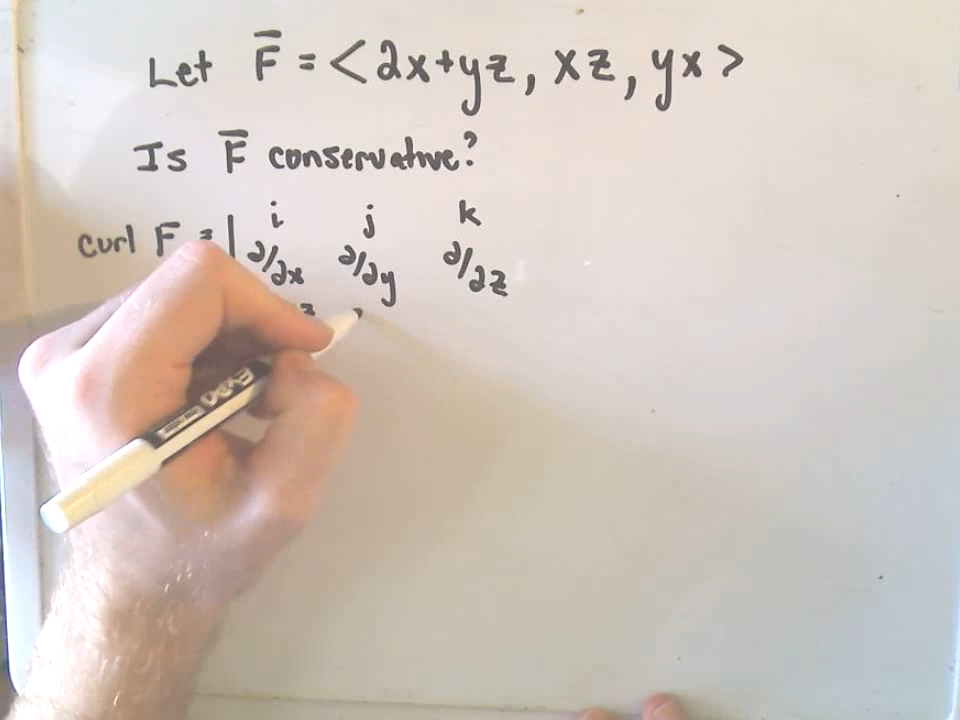 Let F̅ = <2x+yz, xz, yx>
Is F̅ conservative?
curl F̅ = | i j k
∂/∂x ∂/∂y ∂/∂z
z
EXPO